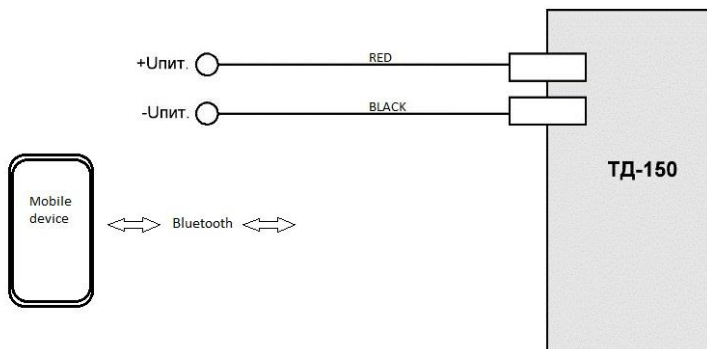 +Uпит.
RED
-Uпит.
BLACK
ТД-150
Mobile
device
Bluetooth